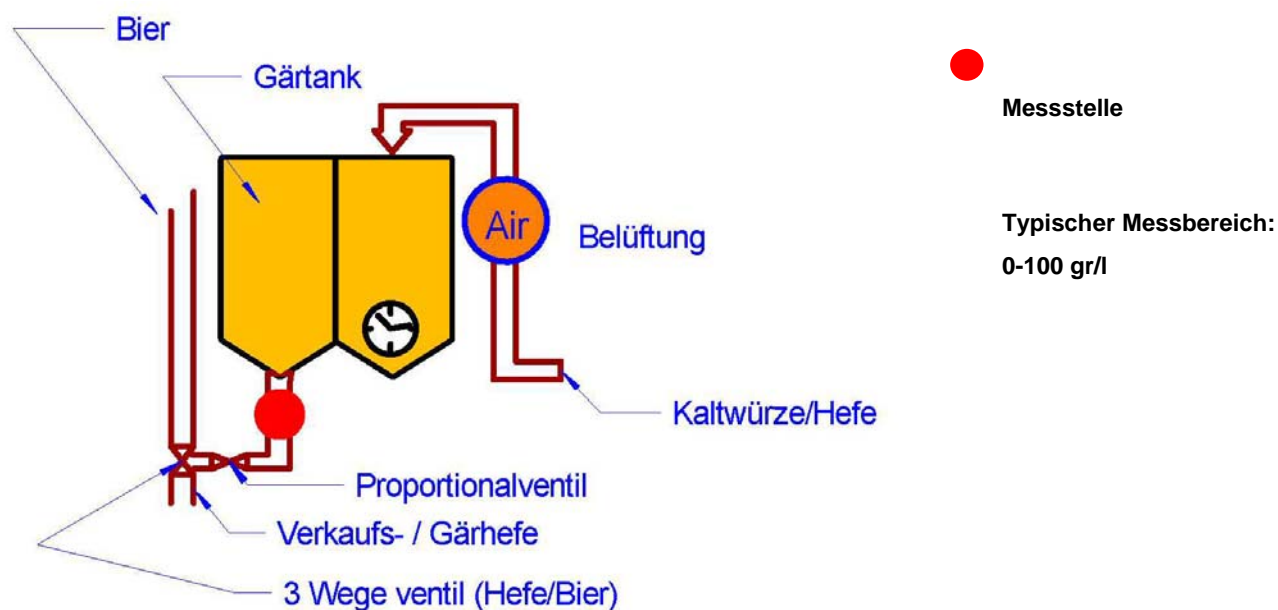 Bier
Gärtank
Messstelle
Air
Belüftung
Typischer Messbereich:
0-100 gr/l
Kaltwürze/Hefe
Proportionalventil
Verkaufs- / Gärhefe
3 Wege ventil (Hefe/Bier)